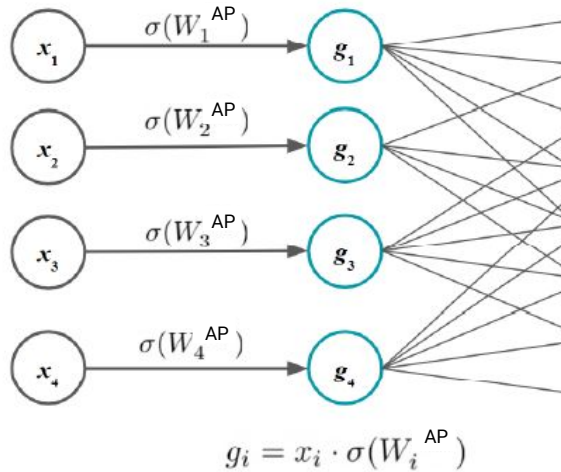 σ(W₁ᴬᴾ)
x₁ g₁
σ(W₂ᴬᴾ)
x₂ g₂
σ(W₃ᴬᴾ)
x₃ g₃
σ(W₄ᴬᴾ)
x₄ g₄
gᵢ = xᵢ · σ(Wᵢᴬᴾ)